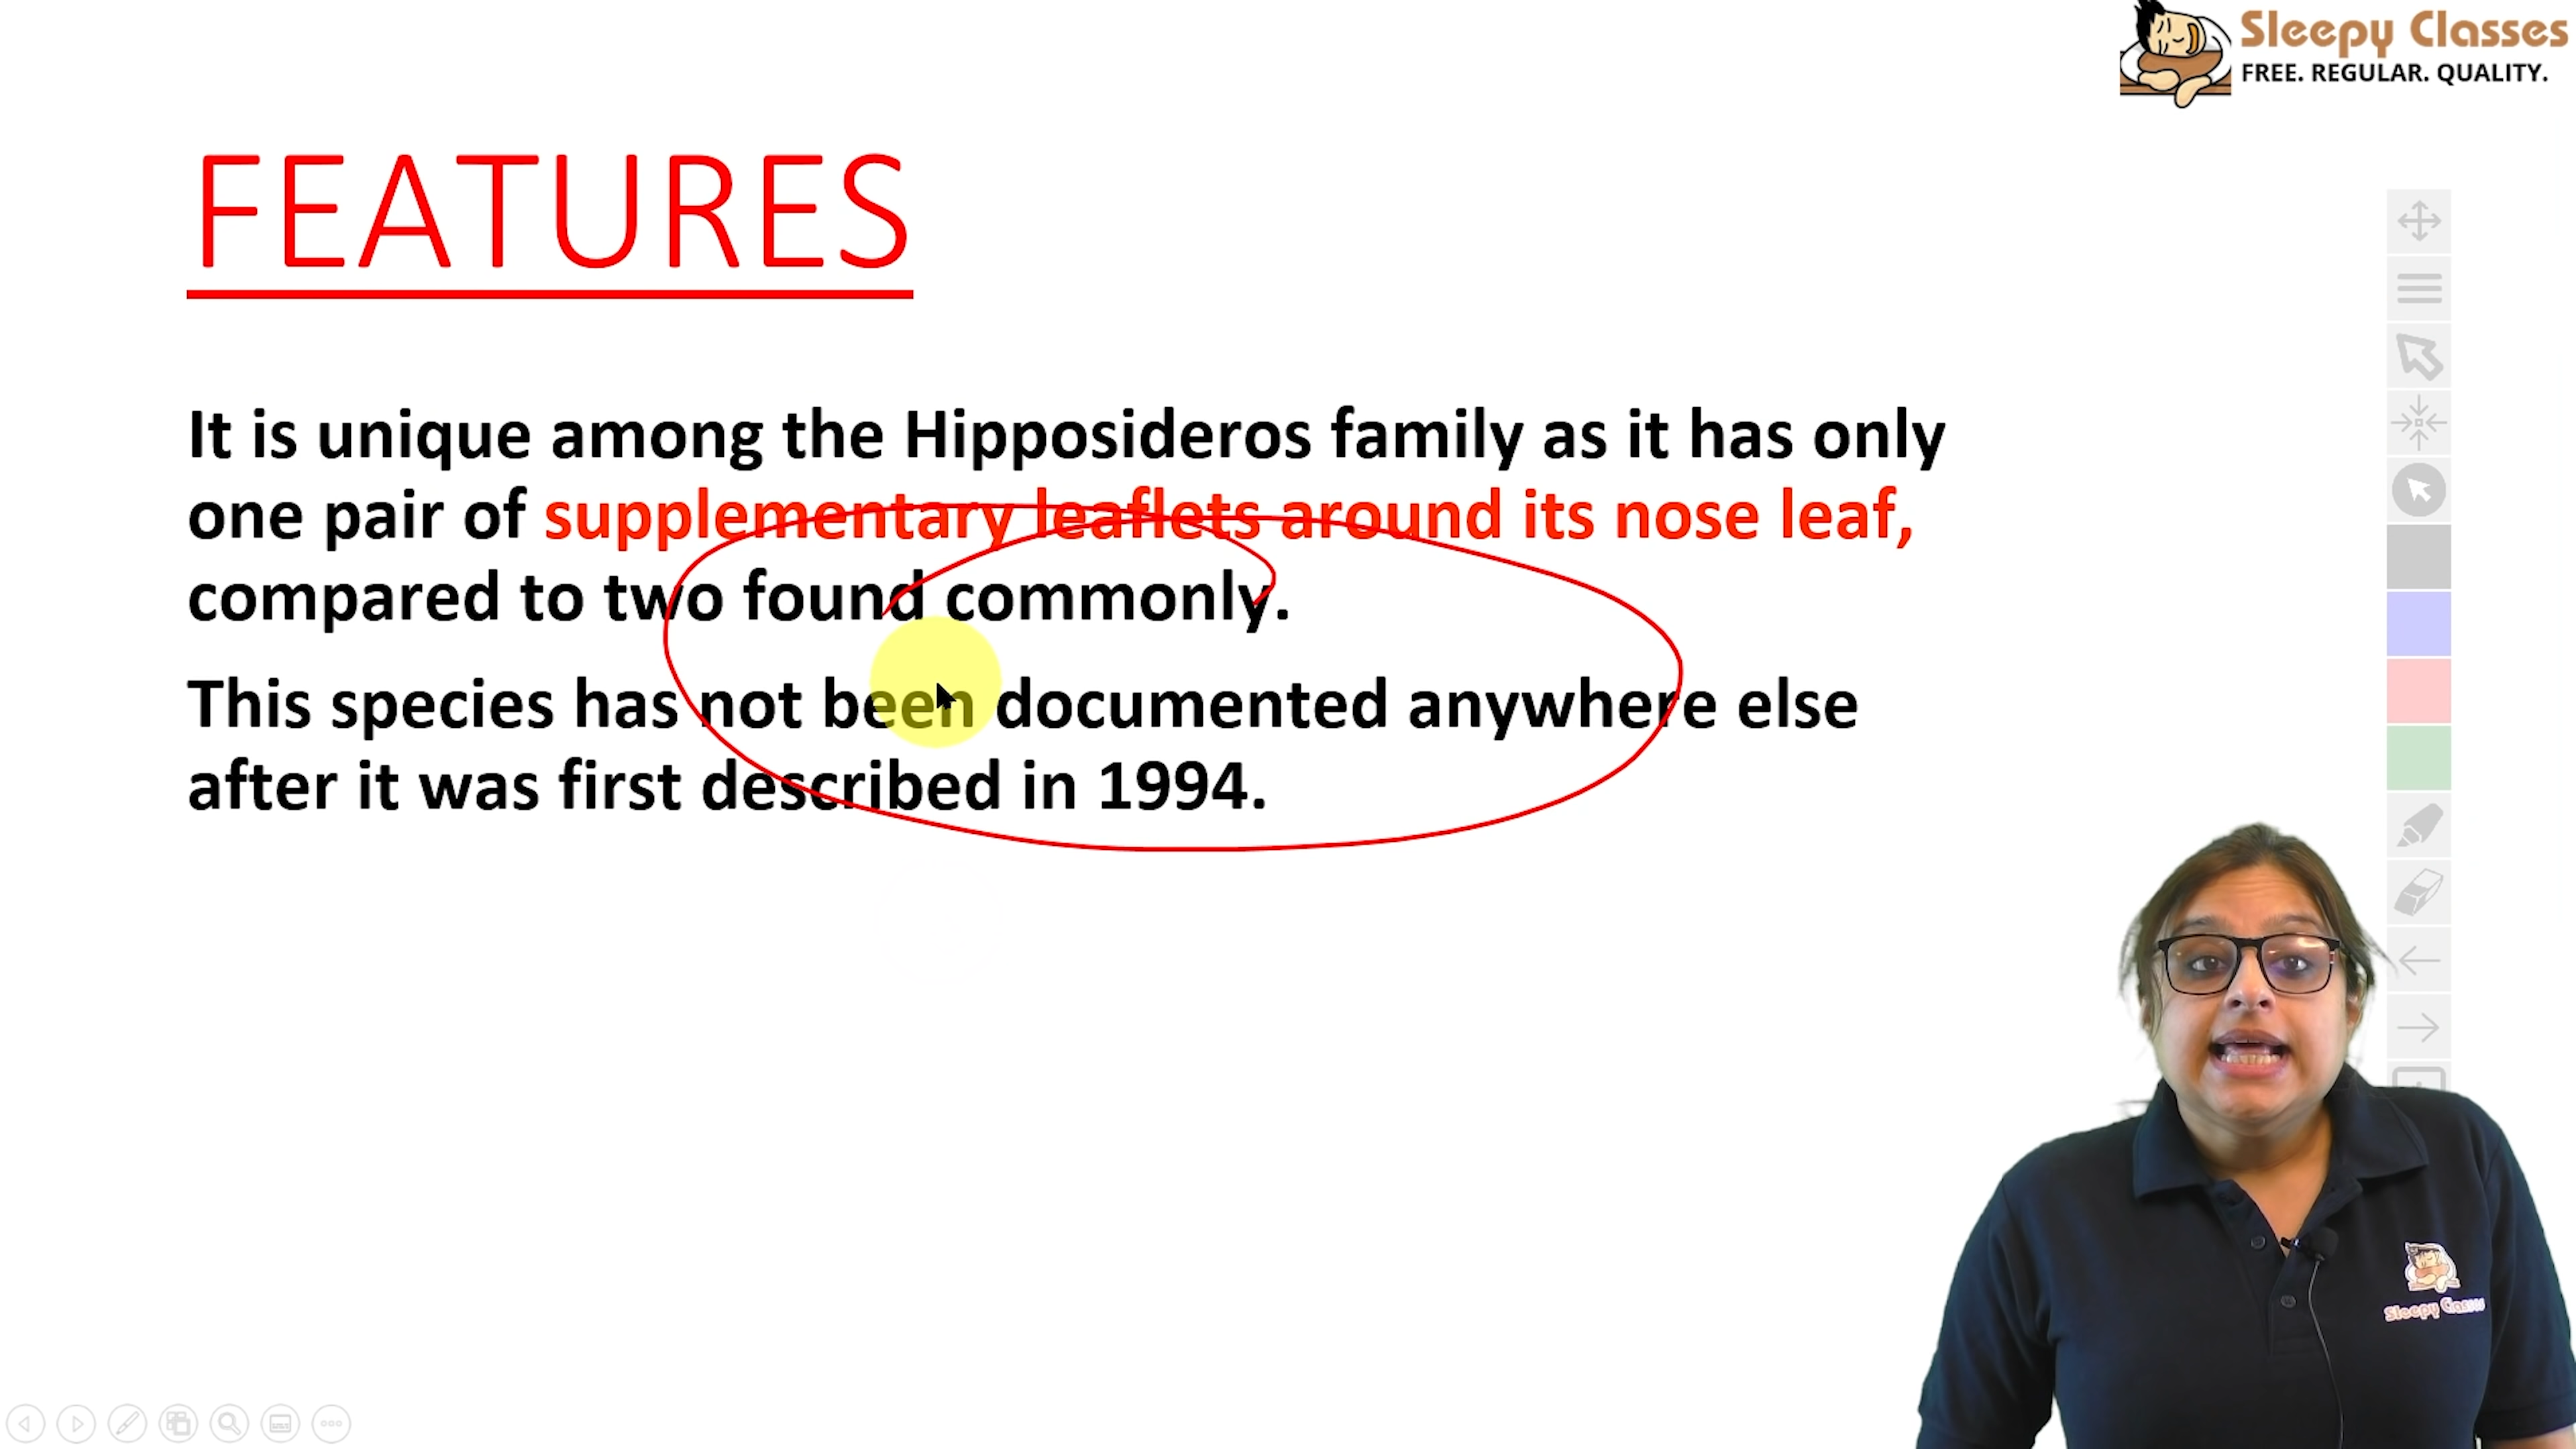 Sleepy Classes
FREE. REGULAR. QUALITY.
FEATURES
It is unique among the Hipposideros family as it has only
one pair of supplementary leaflets around its nose leaf,
compared to two found commonly.
This species has not been documented anywhere else
after it was first described in 1994.
Sleepy Classes